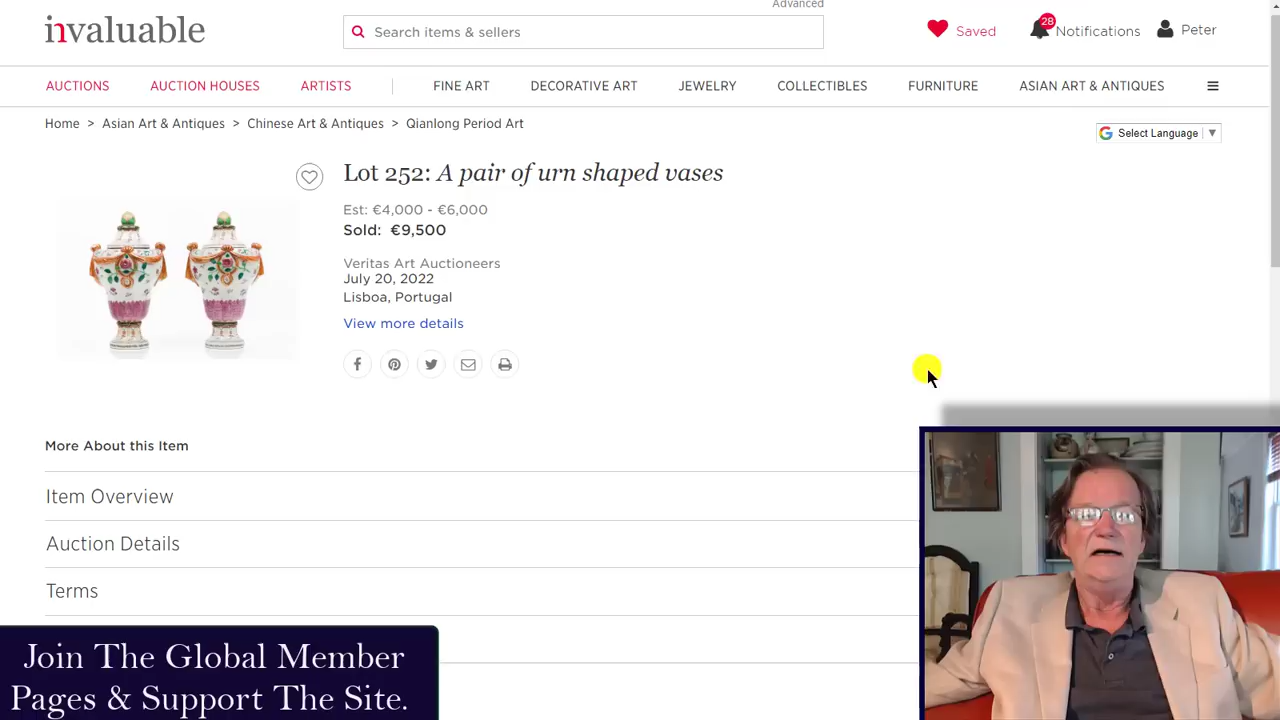 Advanced
invaluable
Search items & sellers
Saved
28
Notifications
Peter
AUCTIONS
AUCTION HOUSES
ARTISTS
FINE ART
DECORATIVE ART
JEWELRY
COLLECTIBLES
FURNITURE
ASIAN ART & ANTIQUES
Home > Asian Art & Antiques > Chinese Art & Antiques > Qianlong Period Art
G Select Language ▼
Lot 252: A pair of urn shaped vases
Est: €4,000 - €6,000
Sold: €9,500
Veritas Art Auctioneers
July 20, 2022
Lisboa, Portugal
View more details
More About this Item
Item Overview
Auction Details
Terms
Join The Global Member
Pages & Support The Site.